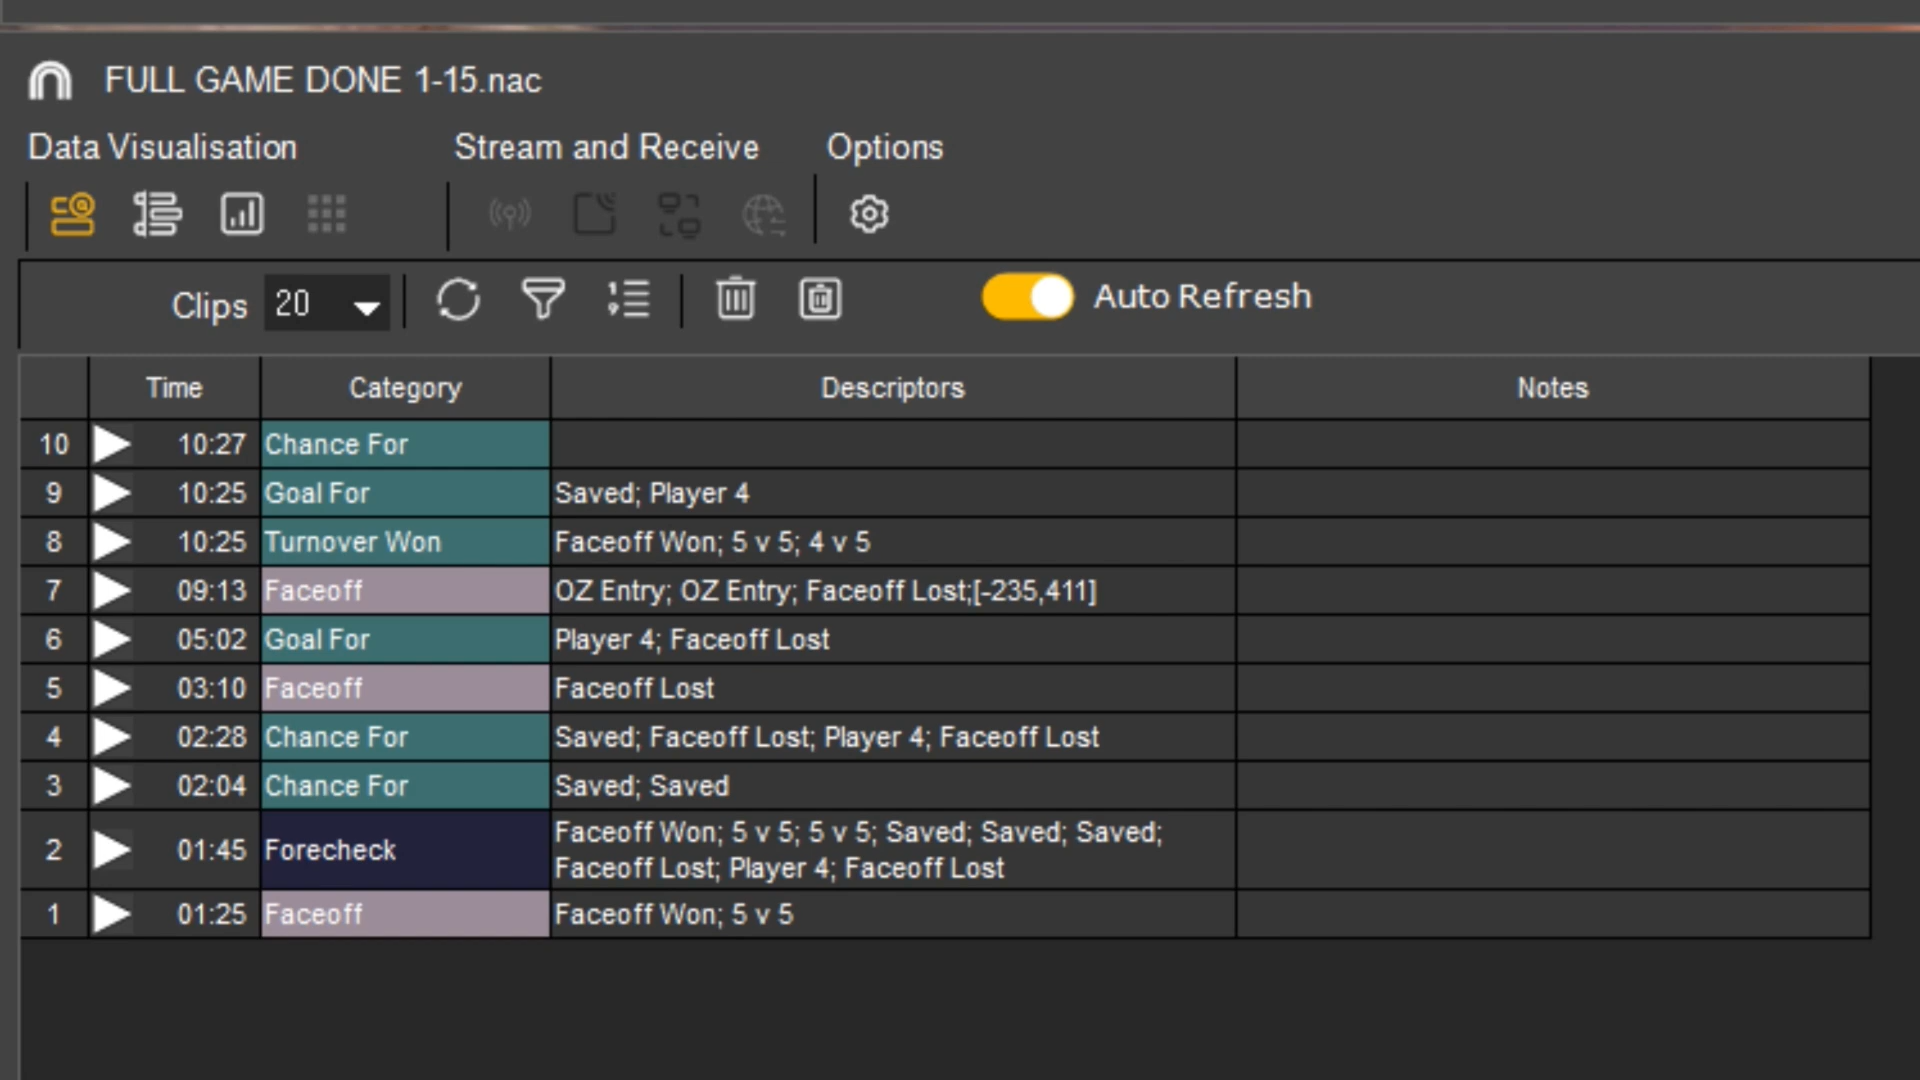 FULL GAME DONE 1-15.nac
Data Visualisation Stream and Receive Options
Clips 20 Auto Refresh
Time Category Descriptors Notes
10 10:27 Chance For
9 10:25 Goal For Saved; Player 4
8 10:25 Turnover Won Faceoff Won; 5 v 5; 4 v 5
7 09:13 Faceoff OZ Entry; OZ Entry; Faceoff Lost;[-235,411]
6 05:02 Goal For Player 4; Faceoff Lost
5 03:10 Faceoff Faceoff Lost
4 02:28 Chance For Saved; Faceoff Lost; Player 4; Faceoff Lost
3 02:04 Chance For Saved; Saved
2 01:45 Forecheck Faceoff Won; 5 v 5; 5 v 5; Saved; Saved; Saved;
Faceoff Lost; Player 4; Faceoff Lost
1 01:25 Faceoff Faceoff Won; 5 v 5